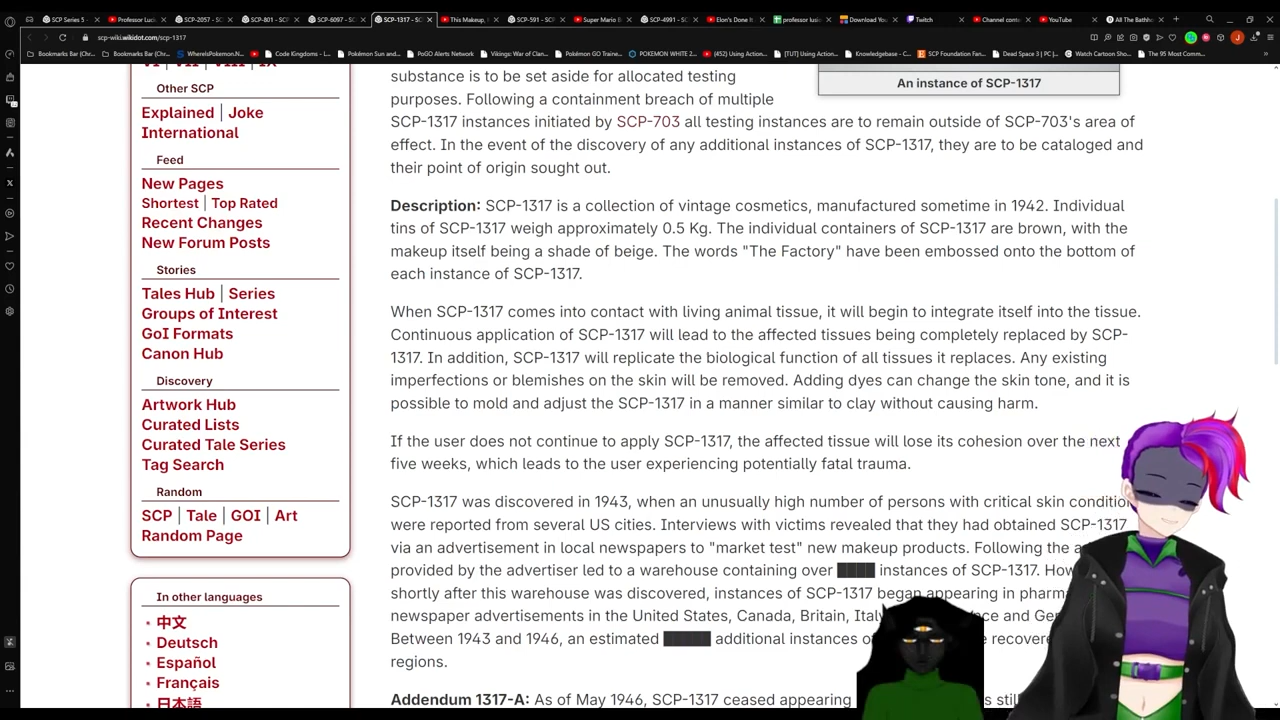 SCP Series 5 -
Professor Luci
SCP-2057 - SC
SCP-801 - SCP
SCP-6097 - SC
SCP-1317 - SC
This Makeup, I
SCP-591 - SCP
Super Mario B
SCP-4991 - SC
Elon's Done It
professor lusio
Download You
Twitch
Channel conte
YouTube
All The Bathh
scp-wiki.wikidot.com/scp-1317
Bookmarks Bar (Chr...
Bookmarks Bar (Chro...
WhereIsPokemon.N...
Code Kingdoms - F...
Pokémon Sun and...
PoGO Alerts Network
Vikings: War of Clan...
Pokémon GO Traine...
POKEMON WHITE 2...
(452) Using Action...
[TUT] Using Action...
Knowledgebase - C...
SCP Foundation Fan...
Dead Space 3 | PC |...
Watch Cartoon Sho...
The 95 Most Comm...
VI | VII | VIII | IX
Other SCP
Explained | Joke
International
Feed
New Pages
Shortest | Top Rated
Recent Changes
New Forum Posts
Stories
Tales Hub | Series
Groups of Interest
GoI Formats
Canon Hub
Discovery
Artwork Hub
Curated Lists
Curated Tale Series
Tag Search
Random
SCP | Tale | GOI | Art
Random Page
In other languages
中文
Deutsch
Español
Français
日本語
An instance of SCP-1317
substance is to be set aside for allocated testing
purposes. Following a containment breach of multiple
SCP-1317 instances initiated by SCP-703 all testing instances are to remain outside of SCP-703's area of
effect. In the event of the discovery of any additional instances of SCP-1317, they are to be cataloged and
their point of origin sought out.
Description: SCP-1317 is a collection of vintage cosmetics, manufactured sometime in 1942. Individual
tins of SCP-1317 weigh approximately 0.5 Kg. The individual containers of SCP-1317 are brown, with the
makeup itself being a shade of beige. The words "The Factory" have been embossed onto the bottom of
each instance of SCP-1317.
When SCP-1317 comes into contact with living animal tissue, it will begin to integrate itself into the tissue.
Continuous application of SCP-1317 will lead to the affected tissues being completely replaced by SCP-
1317. In addition, SCP-1317 will replicate the biological function of all tissues it replaces. Any existing
imperfections or blemishes on the skin will be removed. Adding dyes can change the skin tone, and it is
possible to mold and adjust the SCP-1317 in a manner similar to clay without causing harm.
If the user does not continue to apply SCP-1317, the affected tissue will lose its cohesion over the next
five weeks, which leads to the user experiencing potentially fatal trauma.
SCP-1317 was discovered in 1943, when an unusually high number of persons with critical skin condition
were reported from several US cities. Interviews with victims revealed that they had obtained SCP-1317
via an advertisement in local newspapers to "market test" new makeup products. Following the a
provided by the advertiser led to a warehouse containing over ████ instances of SCP-1317. How
shortly after this warehouse was discovered, instances of SCP-1317 began appearing in pharma
newspaper advertisements in the United States, Canada, Britain, Italy nce and Ger
Between 1943 and 1946, an estimated █████ additional instances of e recovere
regions.
Addendum 1317-A: As of May 1946, SCP-1317 ceased appearing s still